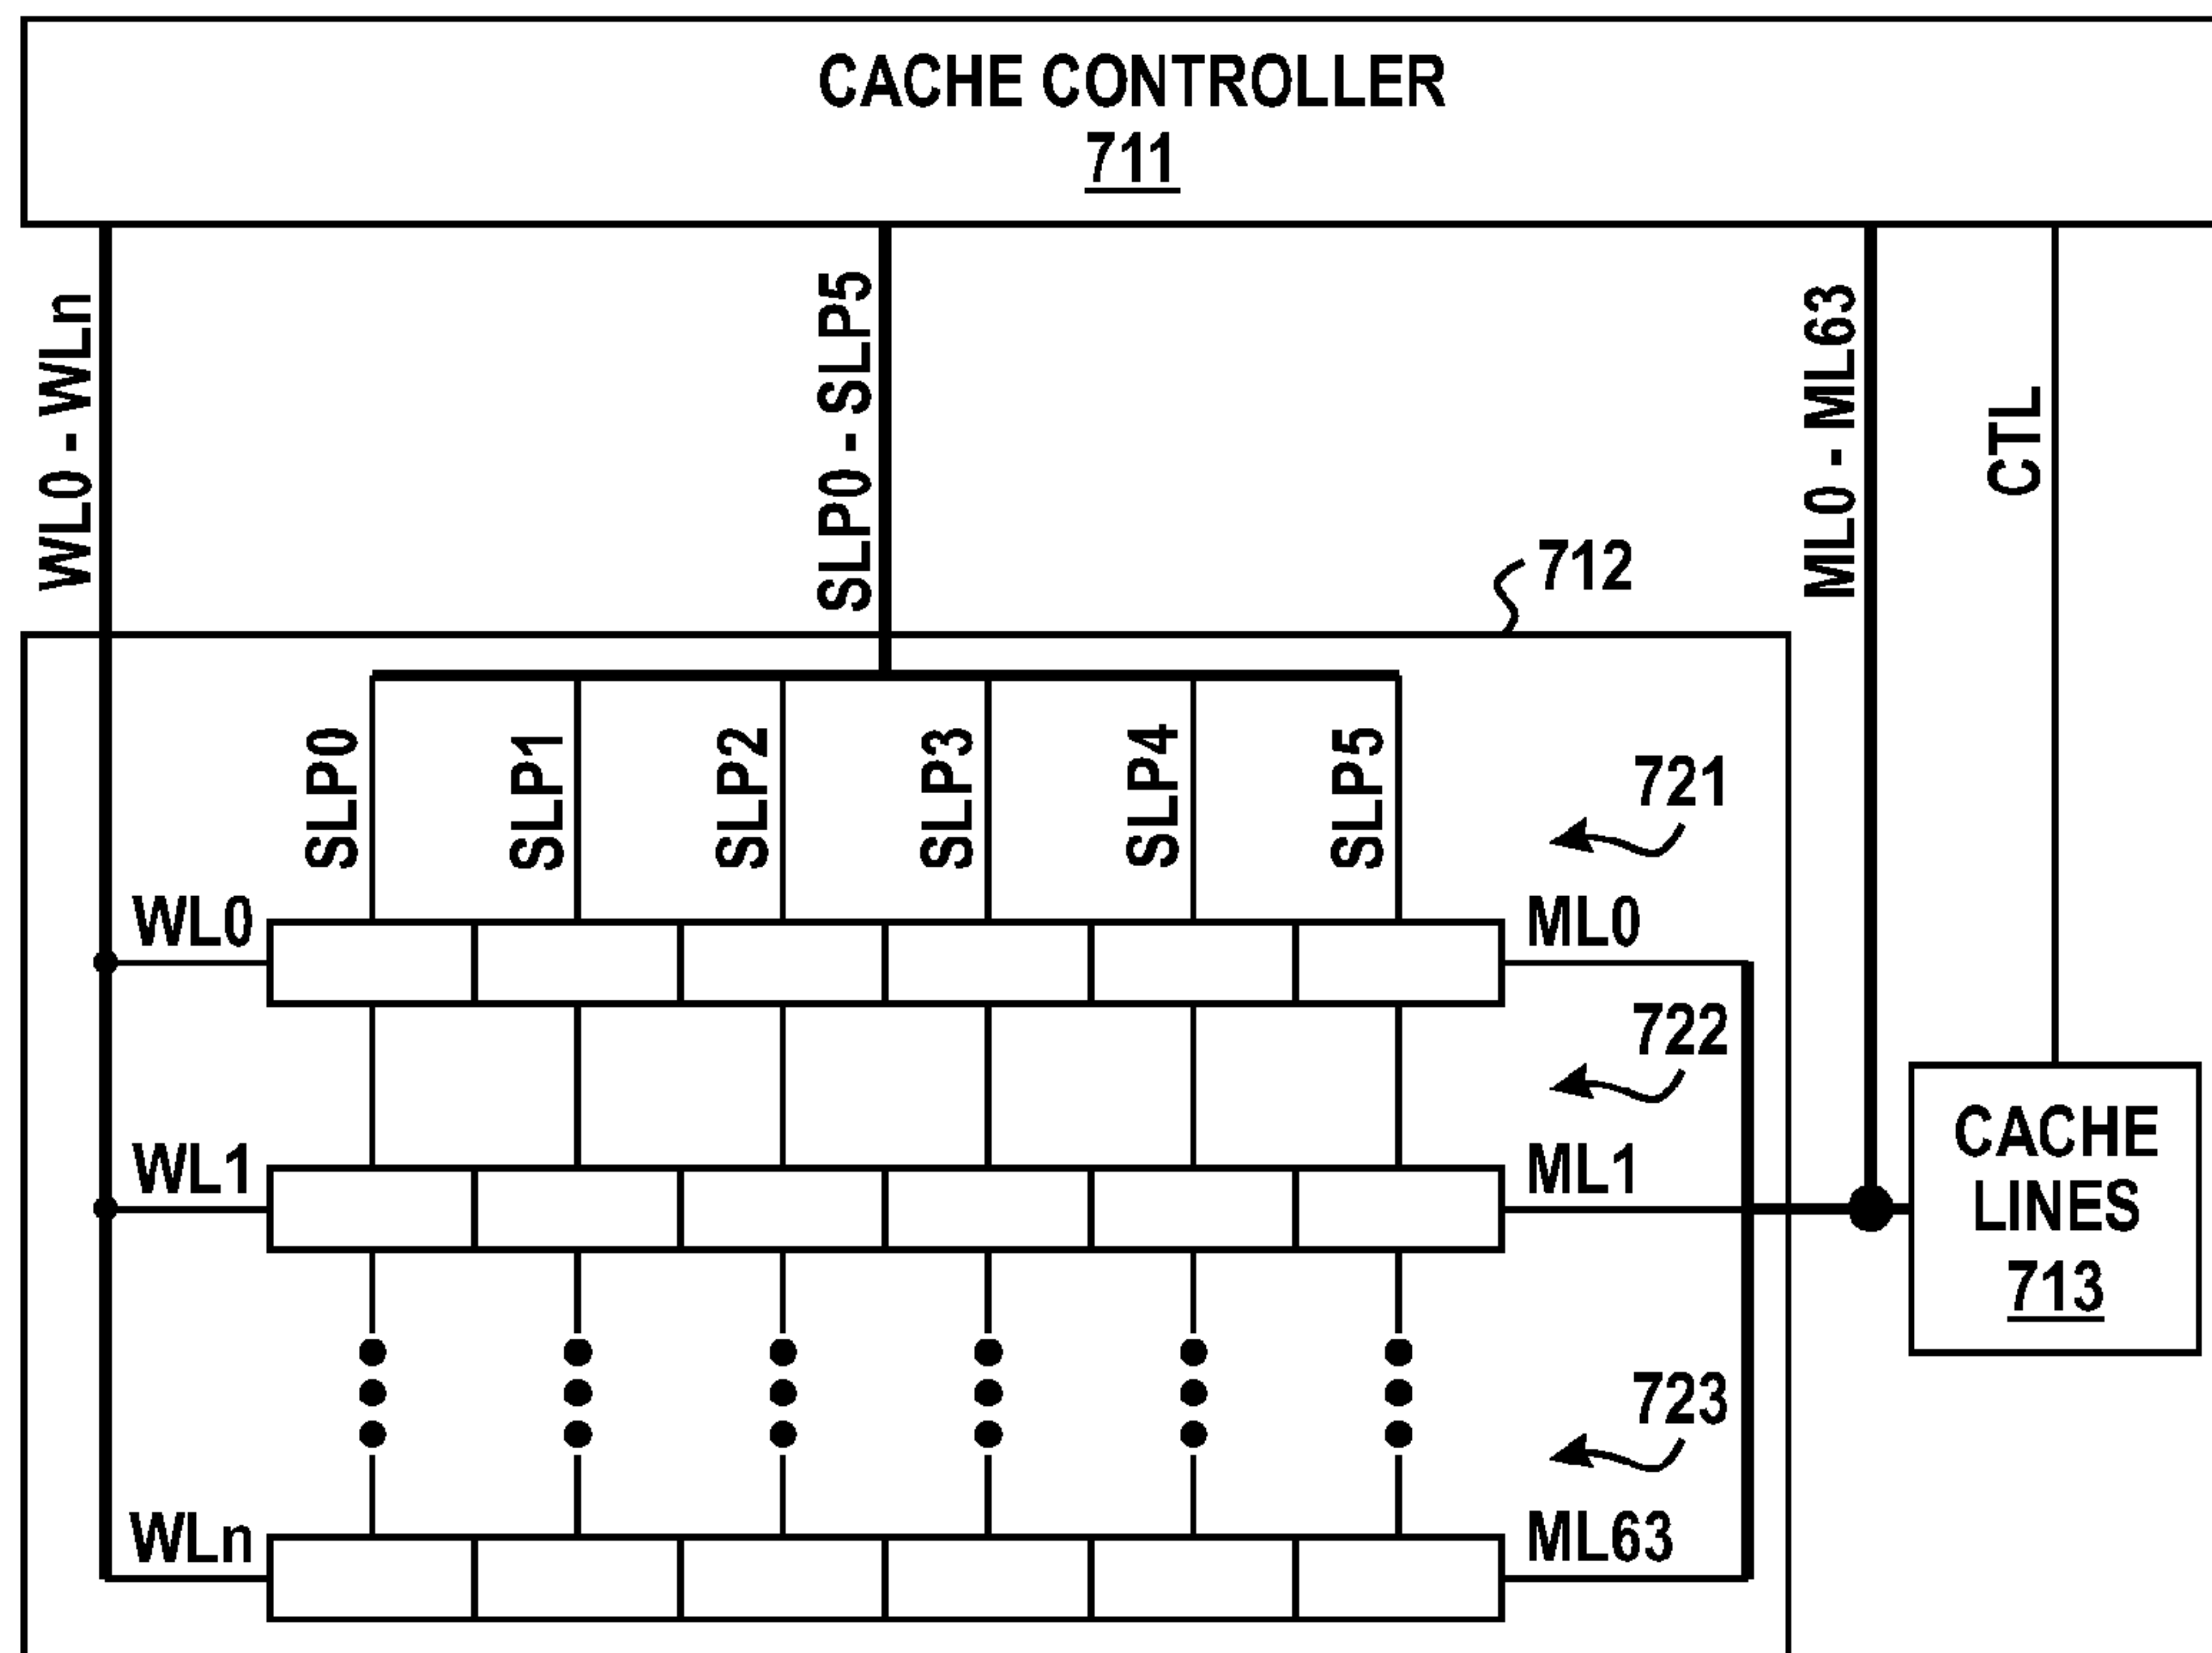 CACHE CONTROLLER
711
WL0 - WLn
SLP0 - SLP5
ML0 - ML63
CTL
712
SLP0
SLP1
SLP2
SLP3
SLP4
SLP5
721
WL0
ML0
722
WL1
ML1
CACHE
LINES
713
723
WLn
ML63